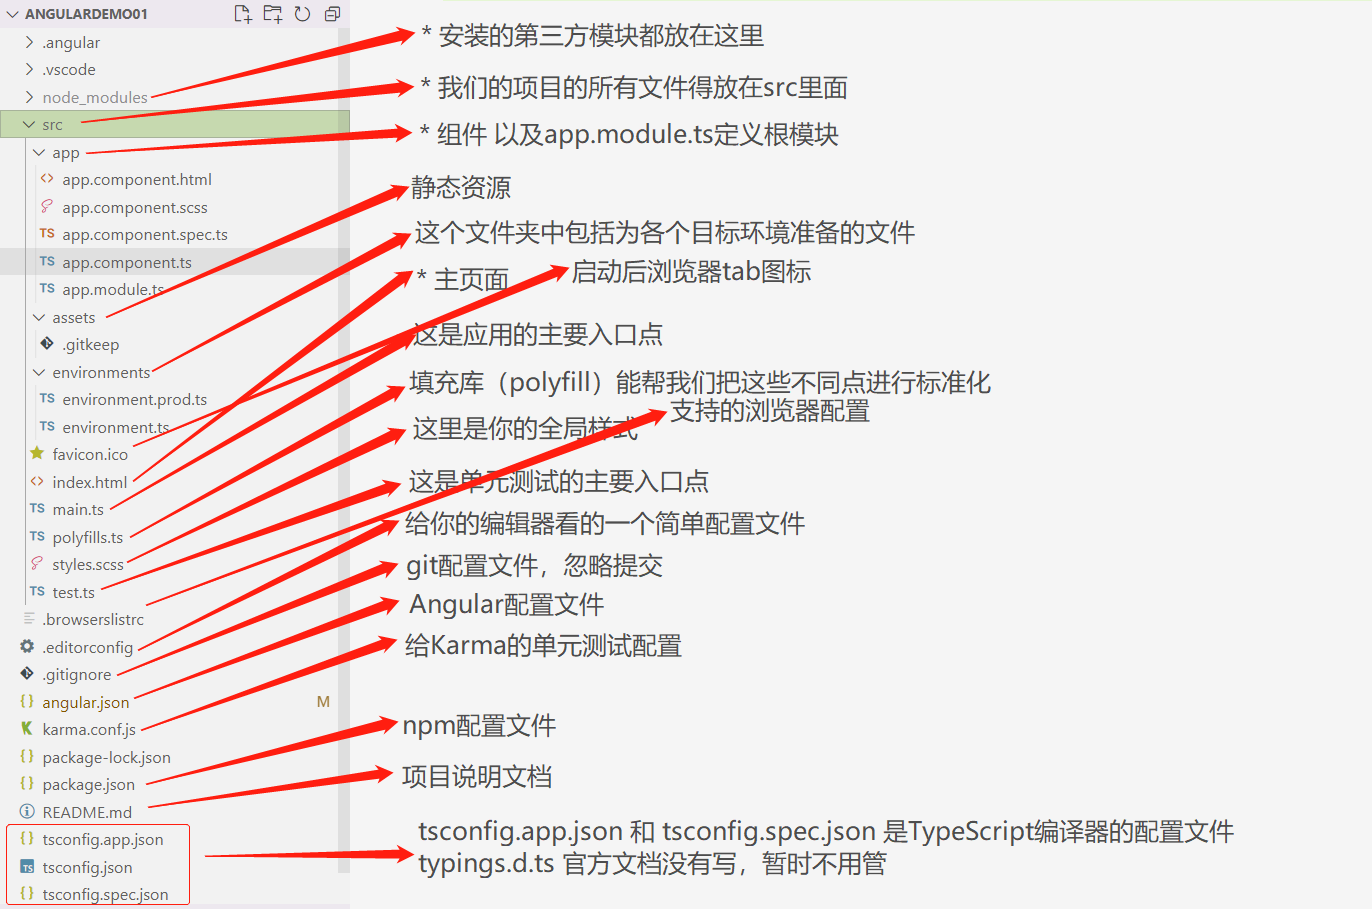 ANGULARDEMO01
.angular
.vscode
node_modules
src
app
app.component.html
app.component.scss
app.component.spec.ts
TS
app.component.ts
TS
app.module.ts
TS
assets
.gitkeep
environments
environment.prod.ts
TS
environment.ts
TS
favicon.ico
index.html
main.ts
TS
polyfills.ts
TS
styles.scss
test.ts
TS
.browserslistrc
.editorconfig
.gitignore
angular.json
M
karma.conf.js
package-lock.json
package.json
README.md
tsconfig.app.json
tsconfig.json
TS
tsconfig.spec.json
* 安装的第三方模块都放在这里
* 我们的项目的所有文件得放在src里面
* 组件 以及app.module.ts定义根模块
静态资源
这个文件夹中包括为各个目标环境准备的文件
* 主页面
启动后浏览器tab图标
这是应用的主要入口点
填充库（polyfill）能帮我们把这些不同点进行标准化
支持的浏览器配置
这里是你的全局样式
这是单元测试的主要入口点
给你的编辑器看的一个简单配置文件
git配置文件，忽略提交
Angular配置文件
给Karma的单元测试配置
npm配置文件
项目说明文档
tsconfig.app.json 和 tsconfig.spec.json 是TypeScript编译器的配置文件
typings.d.ts 官方文档没有写，暂时不用管